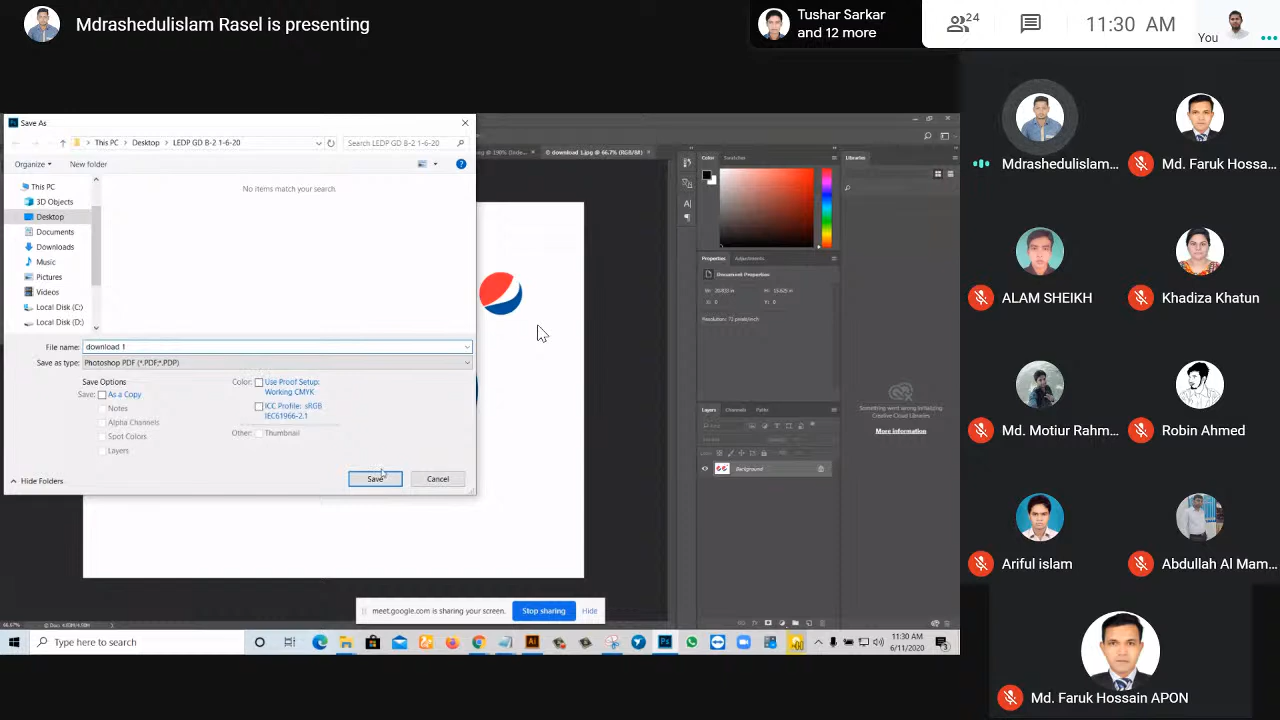 Mdrashedulislam Rasel is presenting
Tushar Sarkar
and 12 more
24
11:30 AM
You
Save As
This PC
Desktop
LEDP GD B-2 1-6-20
Search LEDP GD B-2 1-6-20
Organize
New folder
No items match your search.
This PC
3D Objects
Desktop
Documents
Downloads
Music
Pictures
Videos
Local Disk (C:)
Local Disk (D:)
File name:
download 1
Save as type:
Photoshop PDF (*.PDF;*.PDP)
Save Options
Save:
As a Copy
Notes
Alpha Channels
Spot Colors
Layers
Color:
Use Proof Setup:
Working CMYK
ICC Profile: sRGB
IEC61966-2.1
Other:
Thumbnail
Hide Folders
Save
Cancel
download 1.jpg @ 66.7% (RGB/8#)
Color
Swatches
Libraries
Properties
Adjustments
Document Properties
Resolution: 72 pixels/inch
Something went wrong initializing
Creative Cloud Libraries
More information
Layers
Channels
Paths
Background
meet.google.com is sharing your screen.
Stop sharing
Hide
Type here to search
11:30 AM
6/11/2020
Mdrashedulislam...
Md. Faruk Hossa...
ALAM SHEIKH
Khadiza Khatun
Md. Motiur Rahm...
Robin Ahmed
Ariful islam
Abdullah Al Mam...
Md. Faruk Hossain APON